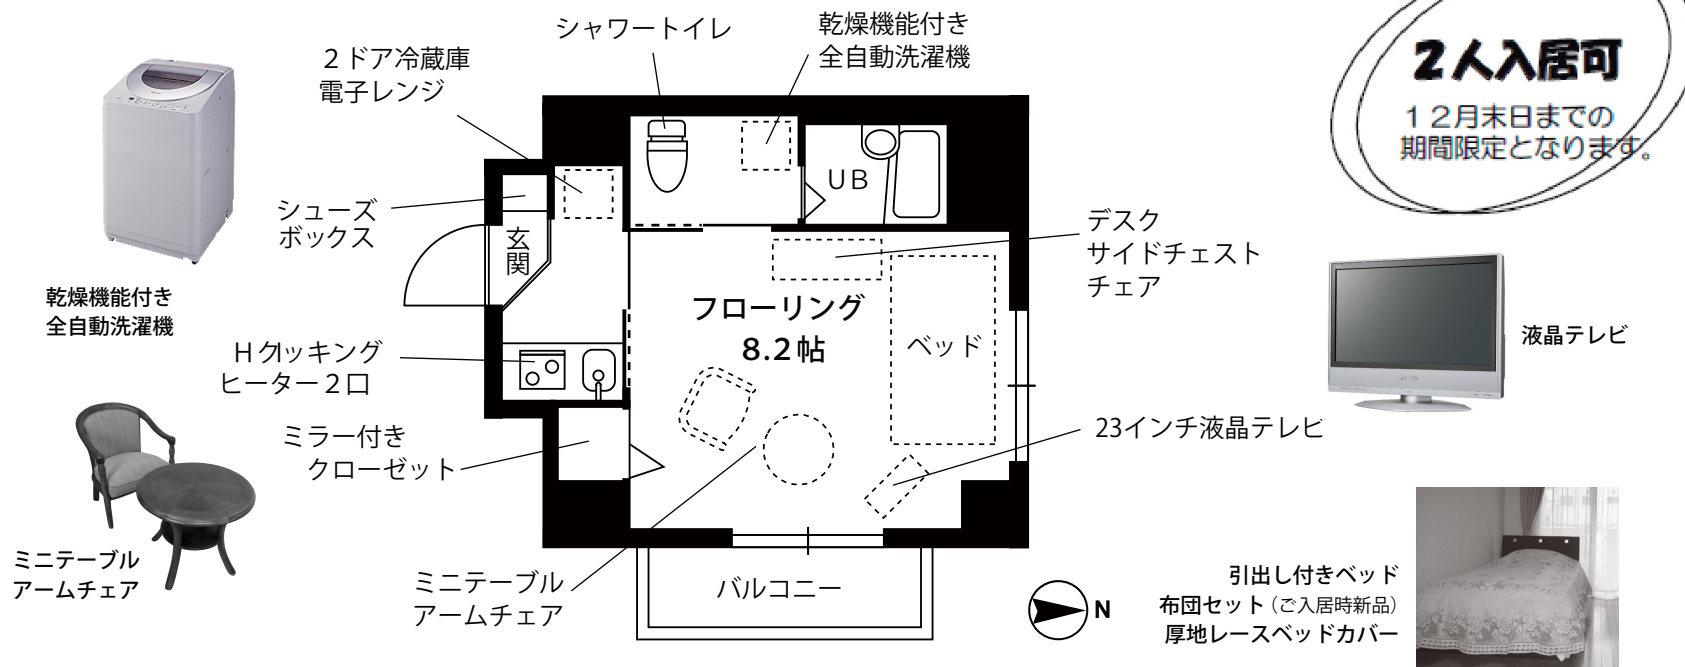 シャワートイレ
乾燥機能付き
全自動洗濯機
２ドア冷蔵庫
電子レンジ
２人入居可
１２月末日までの
期間限定となります。
UB
シューズ
ボックス
玄関
デスク
サイドチェスト
チェア
乾燥機能付き
全自動洗濯機
フローリング
8.2帖
ベッド
液晶テレビ
IHクッキング
ヒーター２口
ミラー付き
クローゼット
23インチ液晶テレビ
ミニテーブル
アームチェア
ミニテーブル
アームチェア
バルコニー
N
引出し付きベッド
布団セット（ご入居時新品）
厚地レースベッドカバー